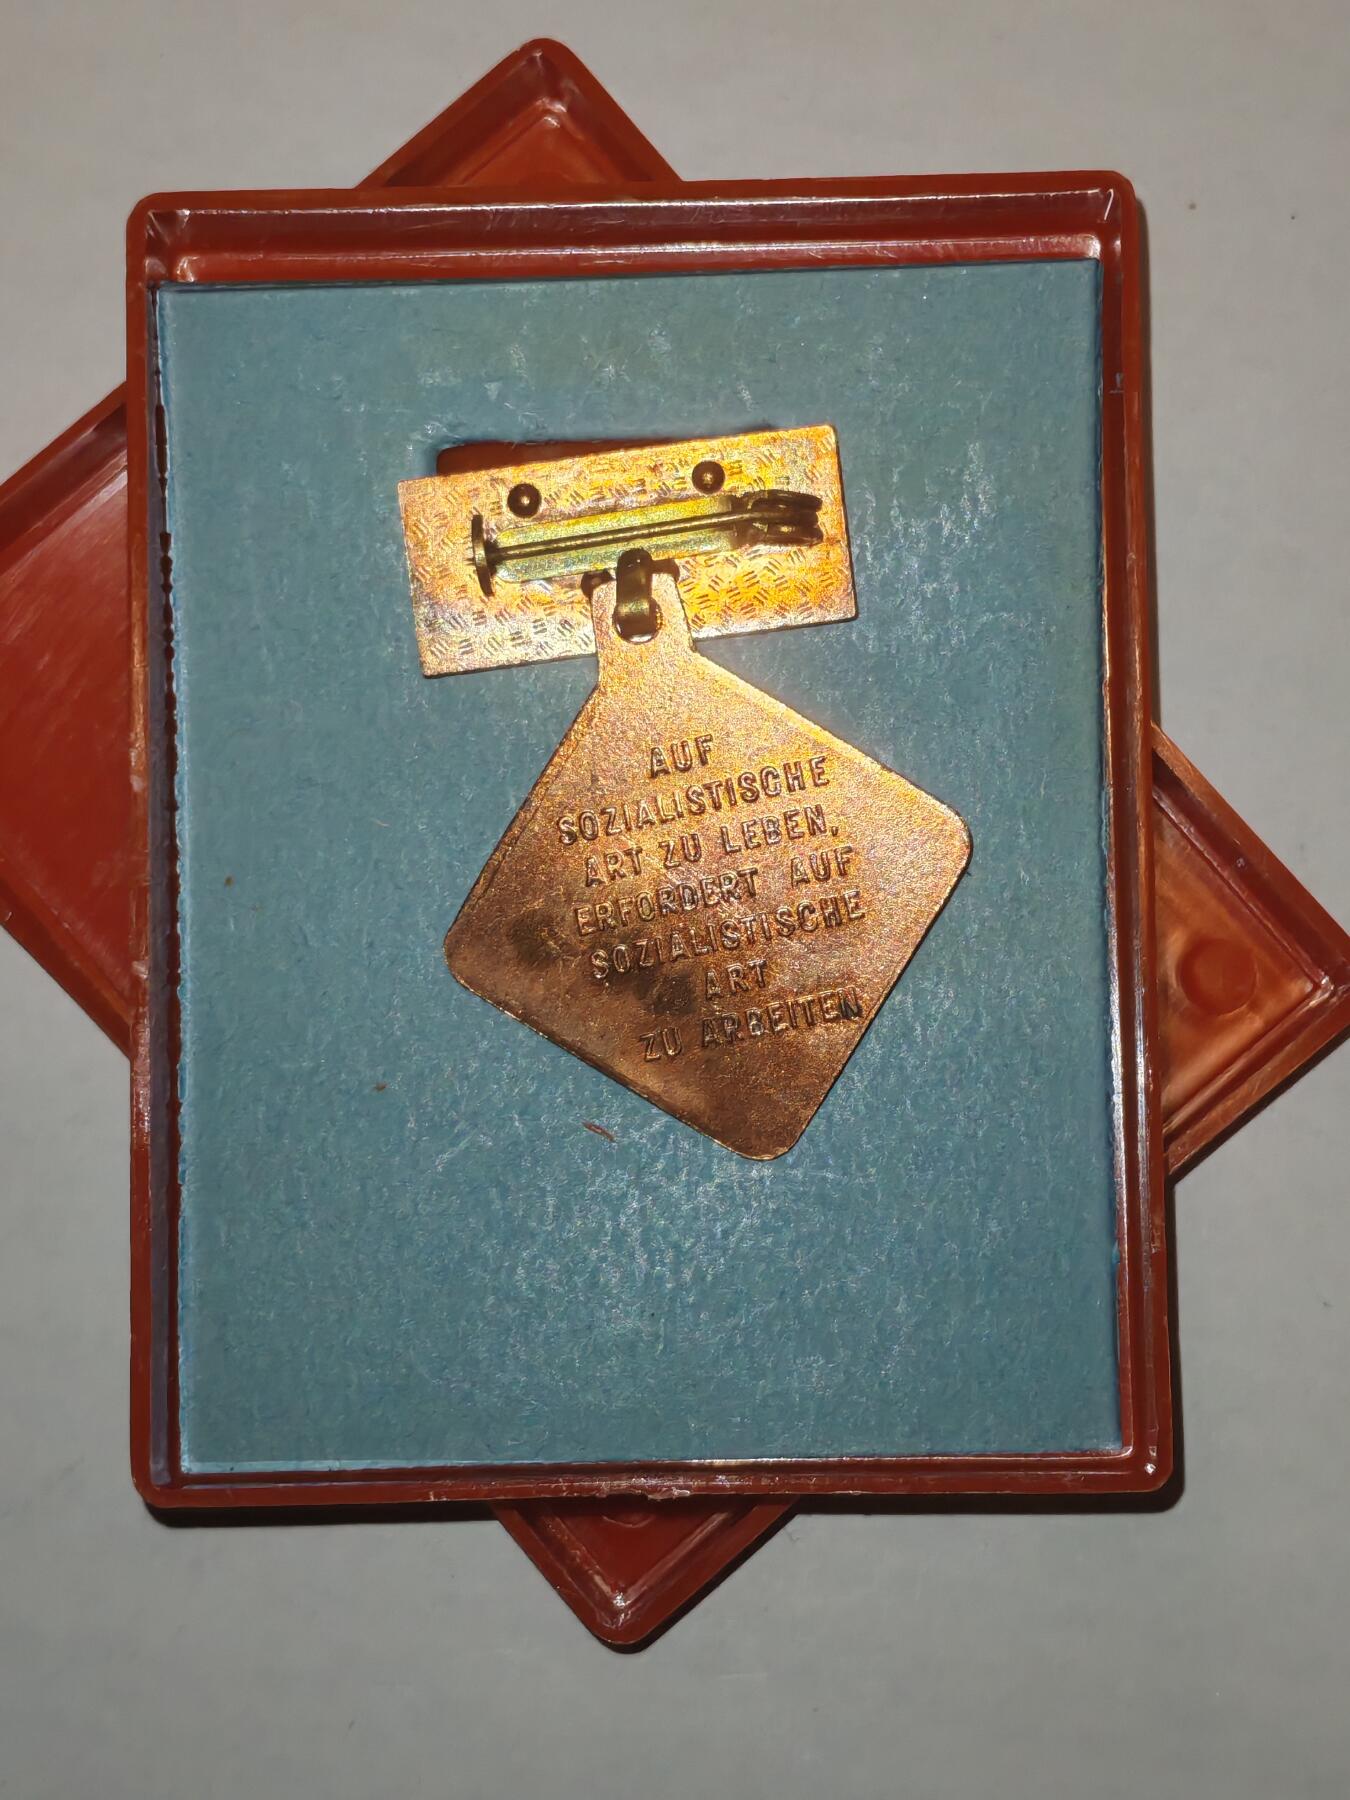 AUF
SOZIALISTISCHE
ART ZU LEBEN,
ERFORDERT AUF
SOZIALISTISCHE
ART
ZU ARBEITEN